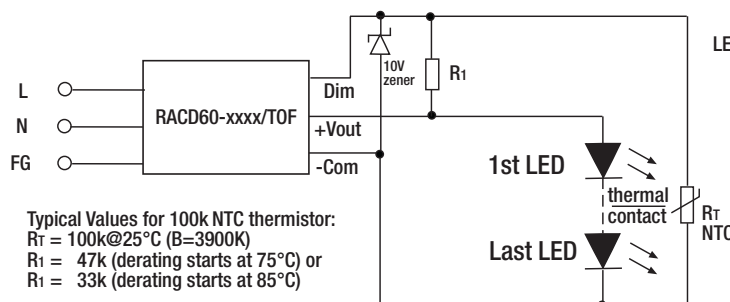 LE
10V
zener
R1
L
Dim
N
RACD60-xxxx/TOF
+Vout
FG
-Com
1st LED
thermal
contact
RT
NTC
Last LED
Typical Values for 100k NTC thermistor:
RT = 100k@25°C (B=3900K)
R1 = 47k (derating starts at 75°C) or
R1 = 33k (derating starts at 85°C)